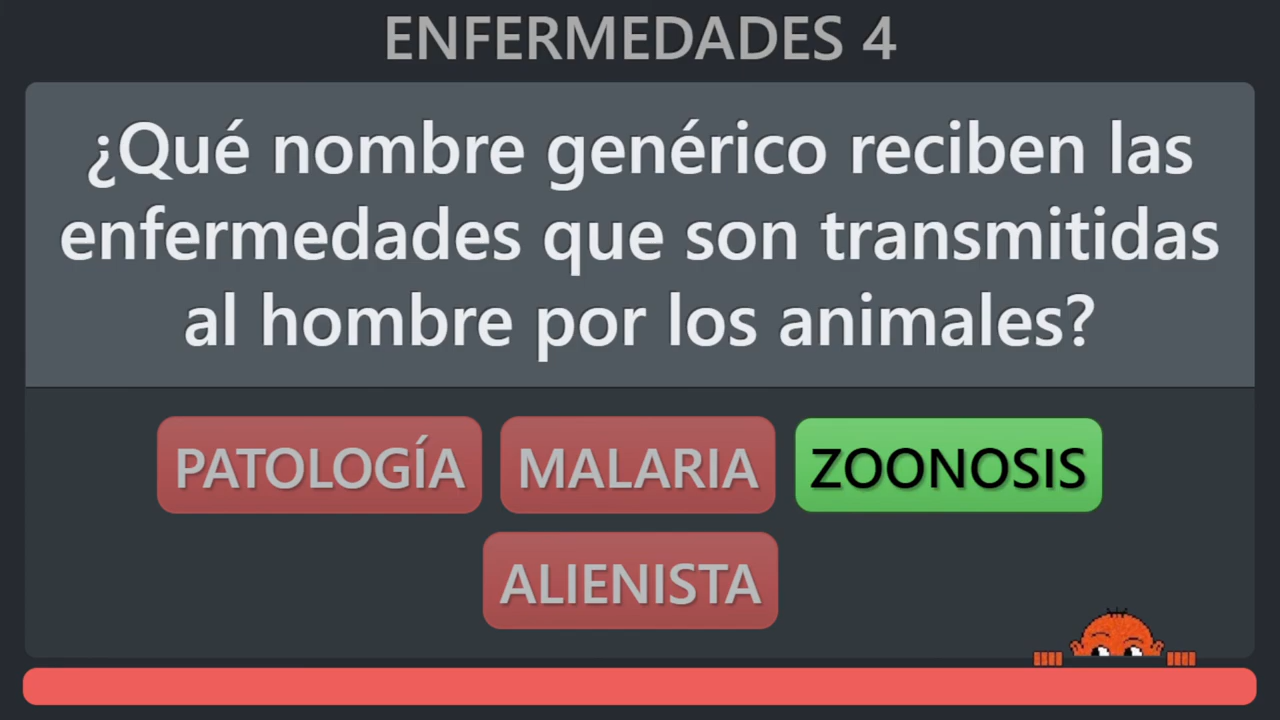 ENFERMEDADES 4
¿Qué nombre genérico reciben las
enfermedades que son transmitidas
al hombre por los animales?
PATOLOGÍA MALARIA ZOONOSIS
ALIENISTA